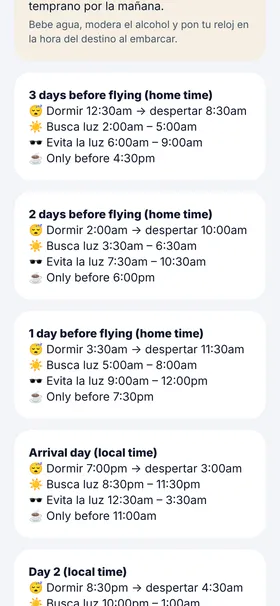 temprano por la mañana.
Bebe agua, modera el alcohol y pon tu reloj en
la hora del destino al embarcar.
3 days before flying (home time)
😴 Dormir 12:30am → despertar 8:30am
☀️ Busca luz 2:00am – 5:00am
🕶️ Evita la luz 6:00am – 9:00am
☕ Only before 4:30pm
2 days before flying (home time)
😴 Dormir 2:00am → despertar 10:00am
☀️ Busca luz 3:30am – 6:30am
🕶️ Evita la luz 7:30am – 10:30am
☕ Only before 6:00pm
1 day before flying (home time)
😴 Dormir 3:30am → despertar 11:30am
☀️ Busca luz 5:00am – 8:00am
🕶️ Evita la luz 9:00am – 12:00pm
☕ Only before 7:30pm
Arrival day (local time)
😴 Dormir 7:00pm → despertar 3:00am
☀️ Busca luz 8:30pm – 11:30pm
🕶️ Evita la luz 12:30am – 3:30am
☕ Only before 11:00am
Day 2 (local time)
😴 Dormir 8:30pm → despertar 4:30am
☀️ Busca luz 10:00pm – 1:00am